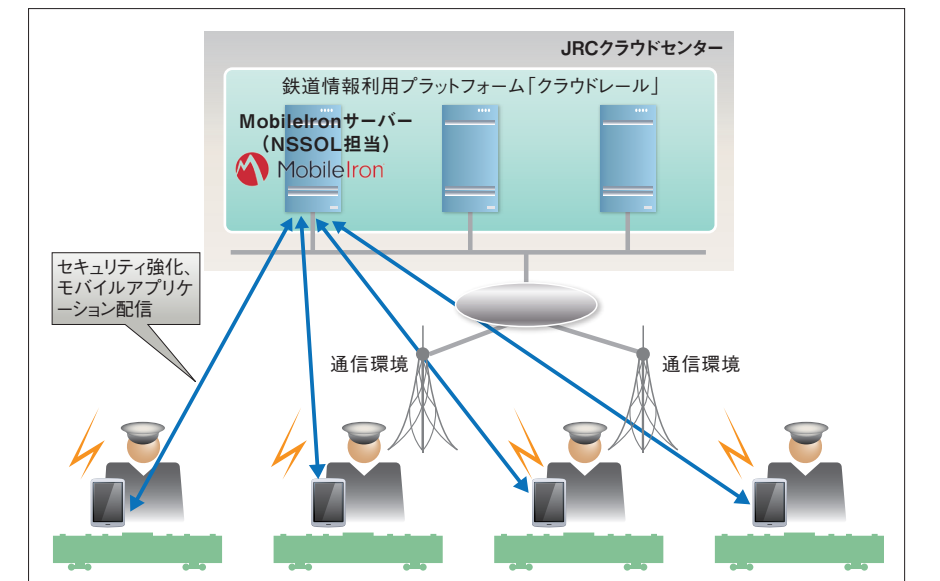 JRCクラウドセンター
鉄道情報利用プラットフォーム「クラウドレール」
MobileIronサーバー
（NSSOL担当）
MobileIron
セキュリティ強化、
モバイルアプリケ
ーション配信
通信環境
通信環境